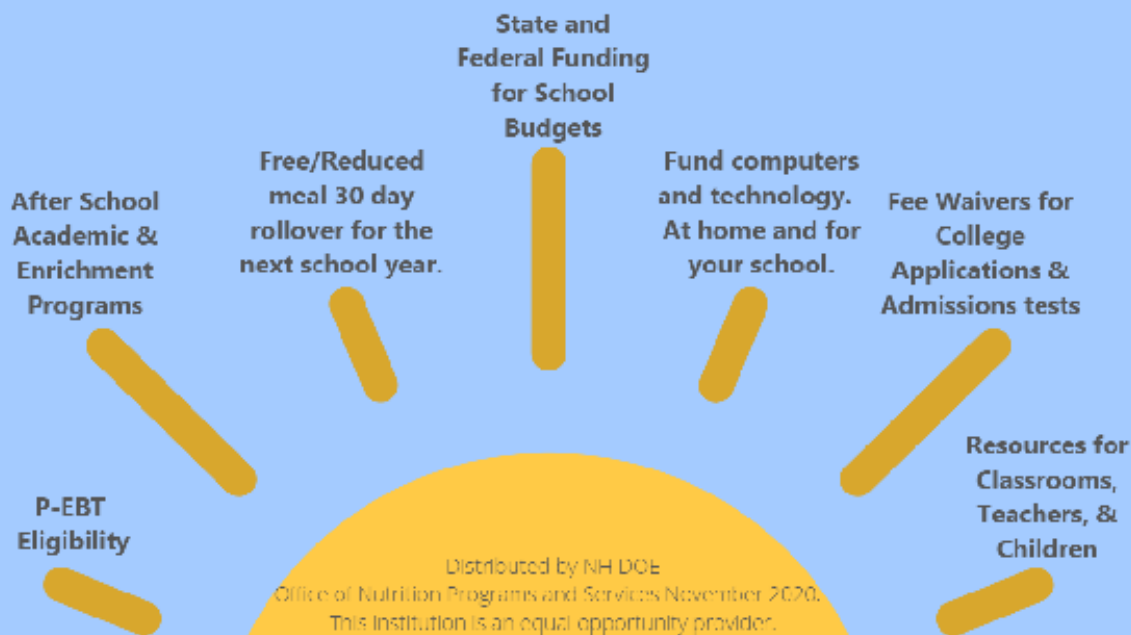 State and
Federal Funding
for School
Budgets
Free/Reduced
meal 30 day
rollover for the
next school year.
Fund computers
and technology.
At home and for
your school.
After School
Academic &
Enrichment
Programs
Fee Waivers for
College
Applications &
Admissions tests
P-EBT
Eligibility
Resources for
Classrooms,
Teachers, &
Children
Distributed by NH DOE
Office of Nutrition Programs and Services November 2020.
This institution is an equal opportunity provider.